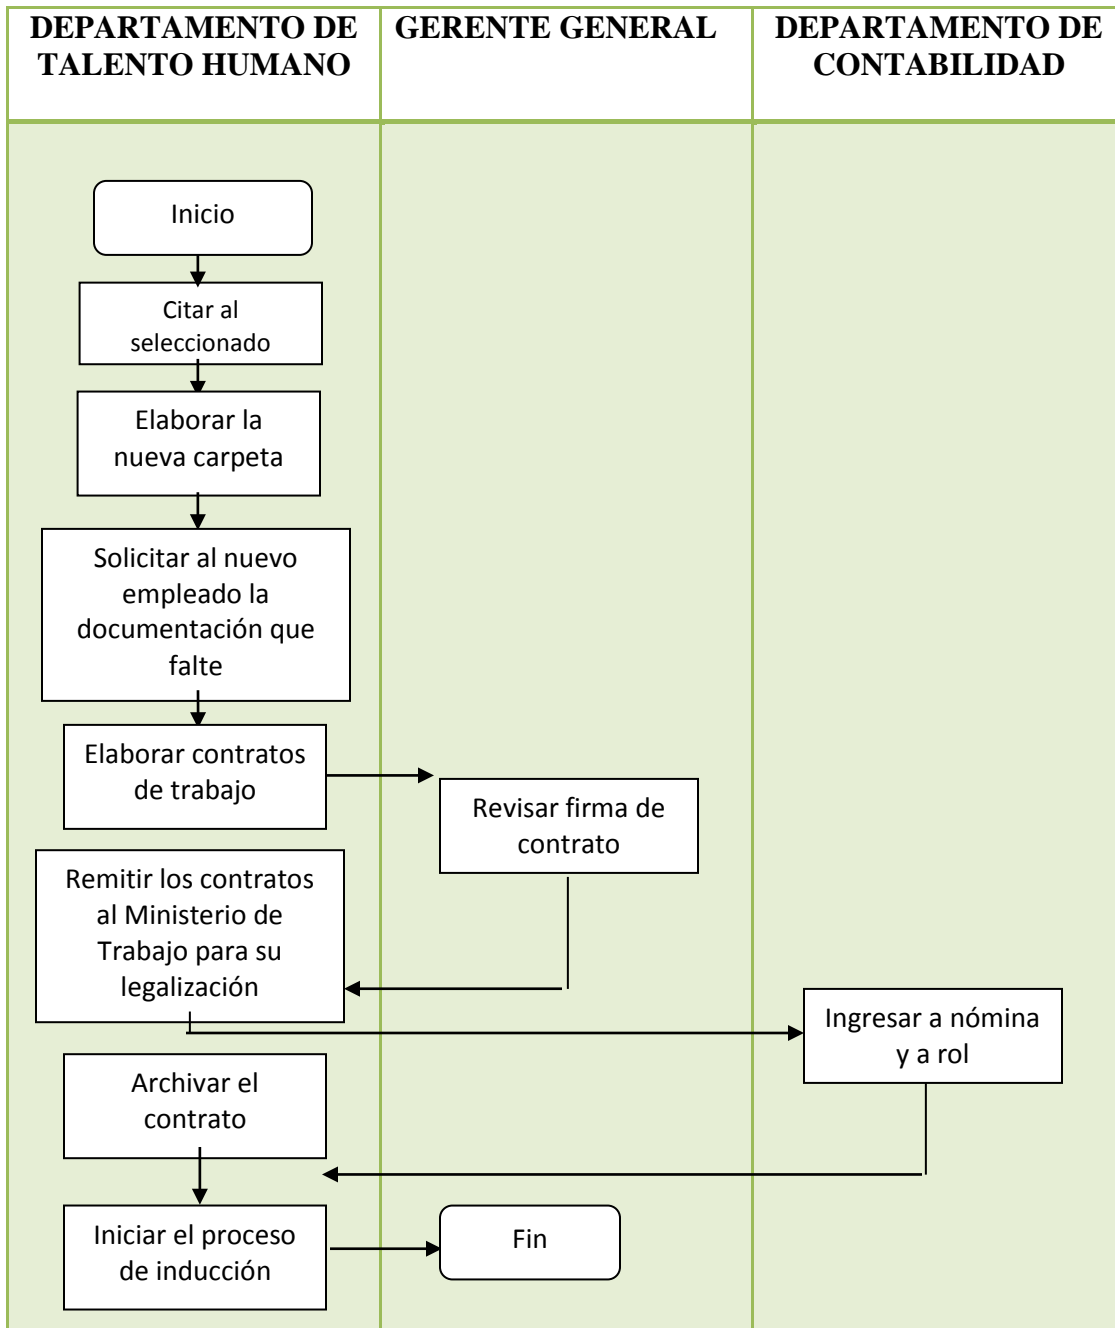 DEPARTAMENTO DE
TALENTO HUMANO
GERENTE GENERAL
DEPARTAMENTO DE
CONTABILIDAD
Inicio
Citar al
seleccionado
Elaborar la
nueva carpeta
Solicitar al nuevo
empleado la
documentación que
falte
Elaborar contratos
de trabajo
Revisar firma de
contrato
Remitir los contratos
al Ministerio de
Trabajo para su
legalización
Ingresar a nómina
y a rol
Archivar el
contrato
Iniciar el proceso
de inducción
Fin